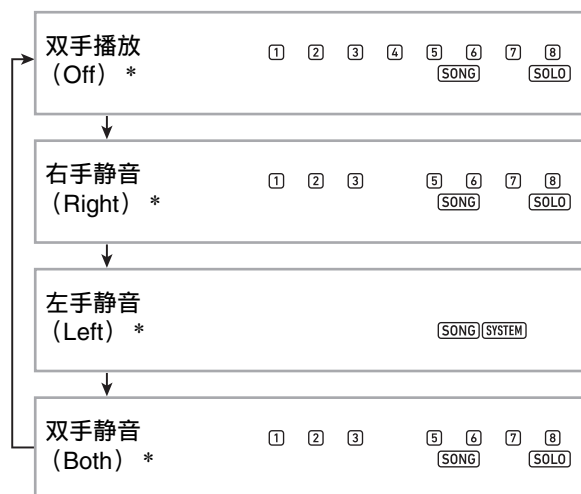 双手播放 1 2 3 4 5 6 7 8
（Off） * SONG SOLO
右手静音 1 2 3 5 6 7 8
（Right） * SONG SOLO
左手静音
（Left） * SONG SYSTEM
双手静音 1 2 3 5 6 7 8
（Both） * SONG SOLO